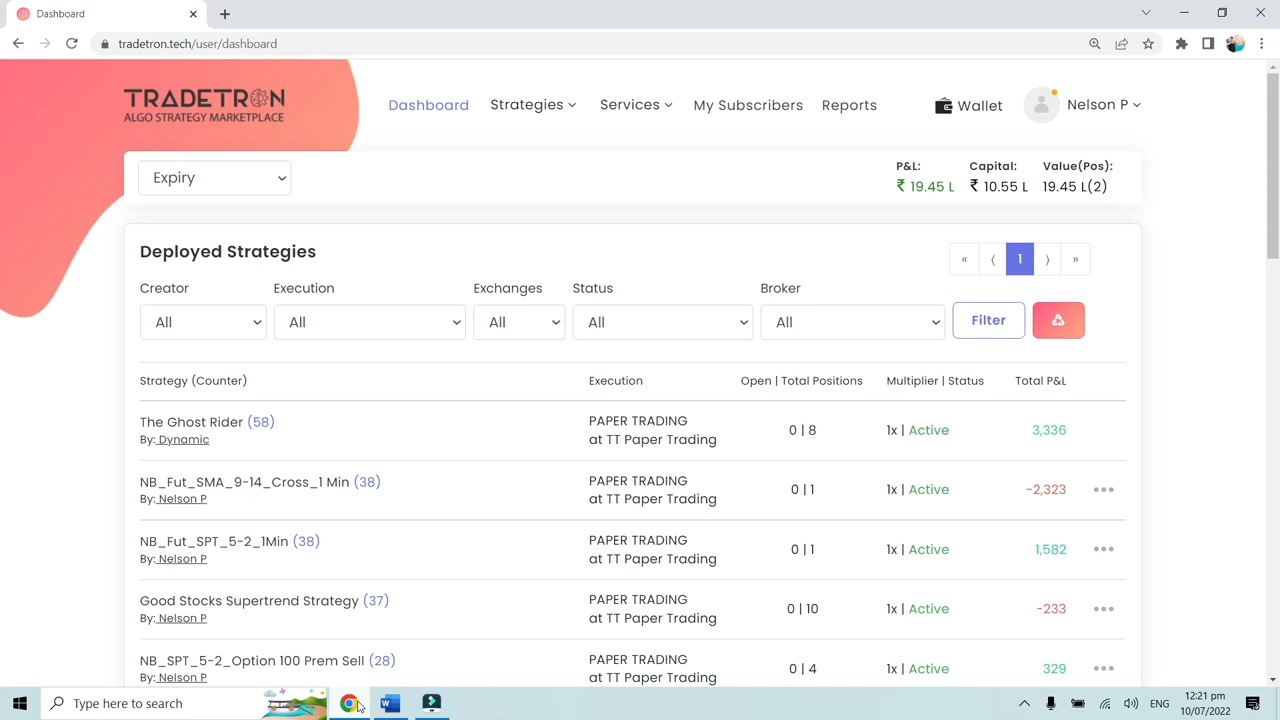 Dashboard
tradetron.tech/user/dashboard
TRADETRON
ALGO STRATEGY MARKETPLACE
Dashboard Strategies Services My Subscribers Reports Wallet Nelson P
Expiry
P&L: Capital: Value(Pos):
₹ 19.45 L ₹ 10.55 L 19.45 L(2)
Deployed Strategies
« ⟨ 1 ⟩ »
Creator Execution Exchanges Status Broker
All All All All All Filter
Strategy (Counter) Execution Open | Total Positions Multiplier | Status Total P&L
The Ghost Rider (58) PAPER TRADING 0 | 8 1x | Active 3,336
By: Dynamic at TT Paper Trading
NB_Fut_SMA_9-14_Cross_1 Min (38) PAPER TRADING 0 | 1 1x | Active -2,323
By: Nelson P at TT Paper Trading
NB_Fut_SPT_5-2_1Min (38) PAPER TRADING 0 | 1 1x | Active 1,582
By: Nelson P at TT Paper Trading
Good Stocks Supertrend Strategy (37) PAPER TRADING 0 | 10 1x | Active -233
By: Nelson P at TT Paper Trading
NB_SPT_5-2_Option 100 Prem Sell (28) PAPER TRADING 0 | 4 1x | Active 329
By: Nelson P at TT Paper Trading
Type here to search
ENG
12:21 pm
10/07/2022